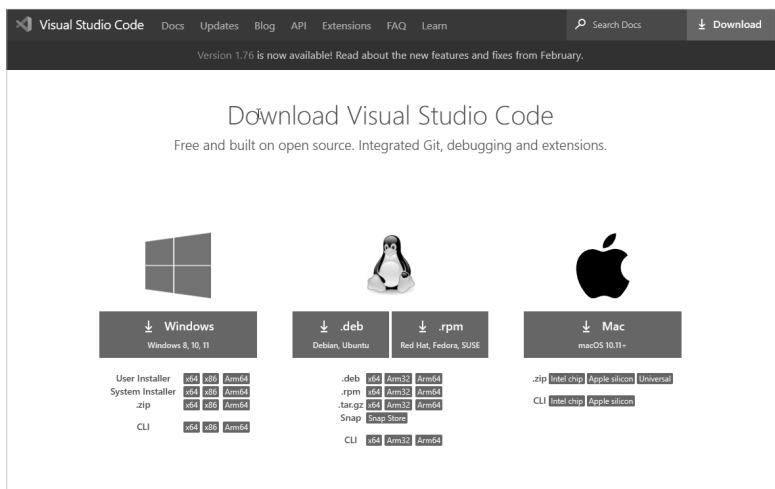 Visual Studio Code Docs Updates Blog API Extensions FAQ Learn Search Docs Download
Version 1.76 is now available! Read about the new features and fixes from February.
Download Visual Studio Code
Free and built on open source. Integrated Git, debugging and extensions.
Windows
Windows 8, 10, 11
User Installer x64 x86 Arm64
System Installer x64 x86 Arm64
.zip x64 x86 Arm64
CLI x64 x86 Arm64
.deb
Debian, Ubuntu
.rpm
Red Hat, Fedora, SUSE
.deb x64 Arm32 Arm64
.rpm x64 Arm32 Arm64
.tar.gz x64 Arm32 Arm64
Snap Snap Store
CLI x64 Arm32 Arm64
Mac
macOS 10.11+
.zip Intel chip Apple silicon Universal
CLI Intel chip Apple silicon